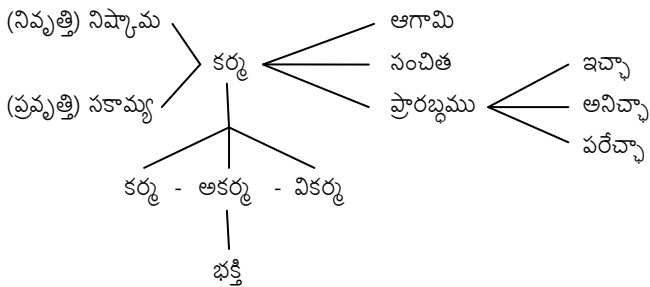 (నివృత్తి) నిష్కామ
ఆగామి
కర్మ
సంచిత
ఇచ్ఛా
(ప్రవృత్తి) సకామ్య
ప్రారబ్ధము
అనిచ్ఛా
పరేచ్ఛా
కర్మ - అకర్మ - వికర్మ
భక్తి